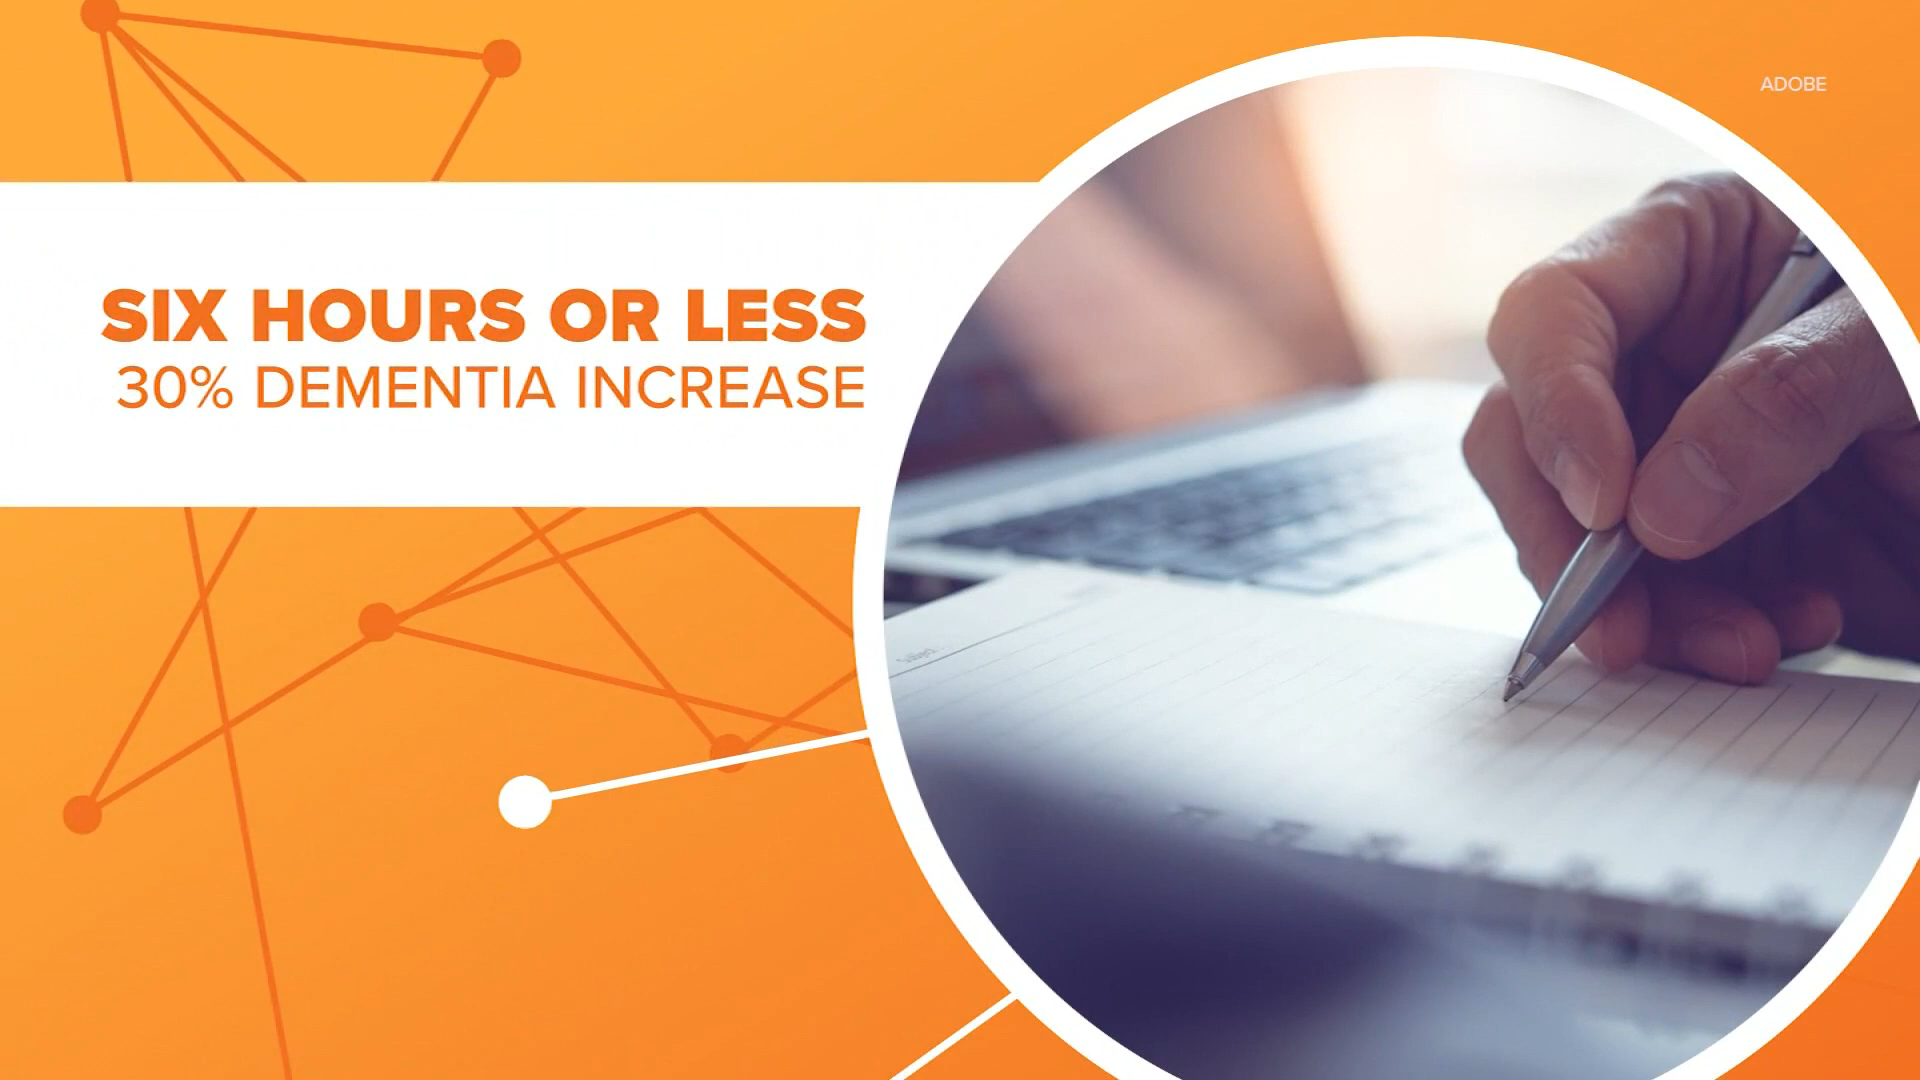 ADOBE
SIX HOURS OR LESS
30% DEMENTIA INCREASE